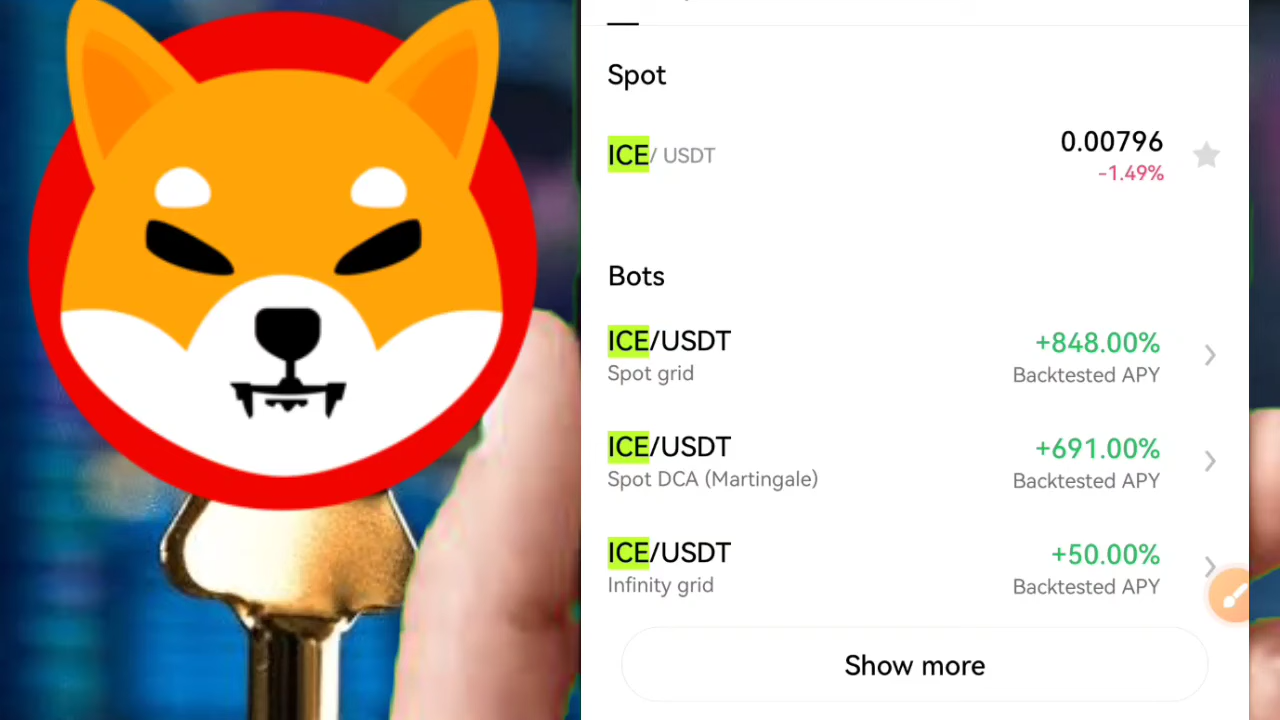 Spot
ICE/ USDT
0.00796
-1.49%
Bots
ICE/USDT
+848.00%
Spot grid
Backtested APY
ICE/USDT
+691.00%
Spot DCA (Martingale)
Backtested APY
ICE/USDT
+50.00%
Infinity grid
Backtested APY
Show more